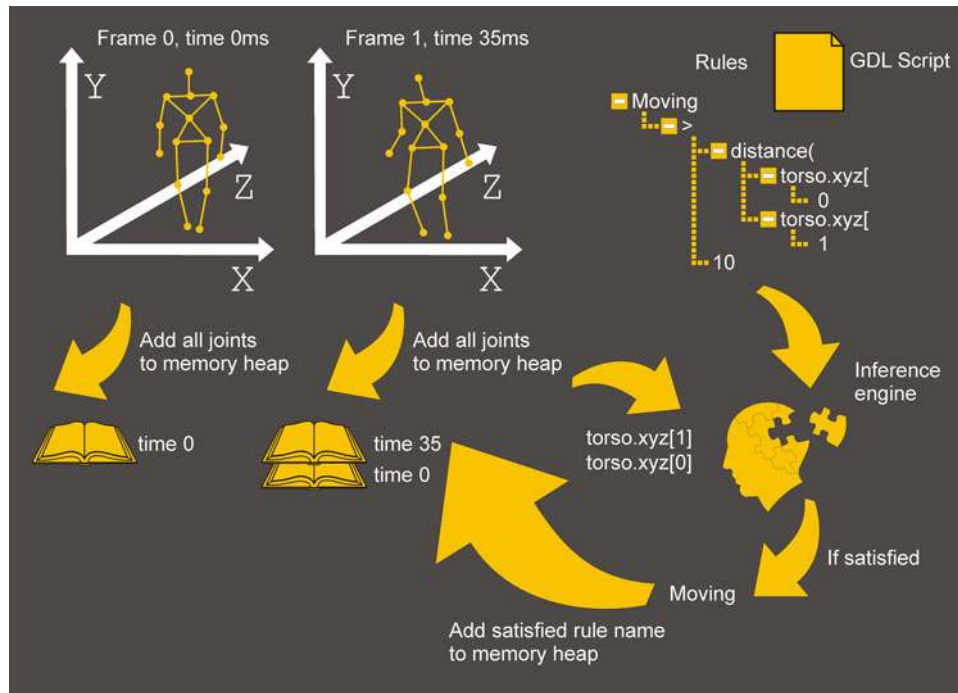 Frame 0, time 0ms
Y
Z
X
Frame 1, time 35ms
Y
Z
X
Rules
GDL Script
Moving
>
distance(
torso.xyz[
0
torso.xyz[
1
10
Add all joints
to memory heap
Add all joints
to memory heap
Inference
engine
time 0
time 35
time 0
torso.xyz[1]
torso.xyz[0]
If satisfied
Moving
Add satisfied rule name
to memory heap